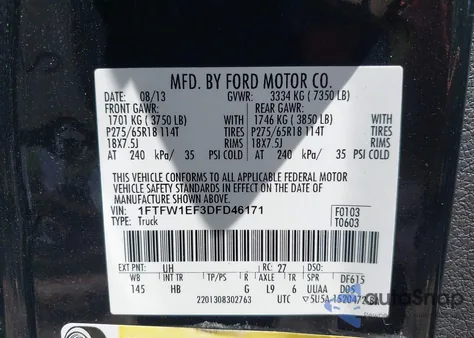 MFD. BY FORD MOTOR CO.
DATE: 08/13 GVWR: 3334 KG ( 7350 LB)
FRONT GAWR: REAR GAWR:
1701 KG ( 3750 LB) 1746 KG ( 3850 LB)
WITH WITH
P275/65R18 114T TIRES P275/65R18 114T TIRES
18X7.5J RIMS 18X7.5J RIMS
AT 240 kPa/ 35 PSI COLD AT 240 kPa/ 35 PSI COLD
THIS VEHICLE CONFORMS TO ALL APPLICABLE FEDERAL MOTOR
VEHICLE SAFETY STANDARDS IN EFFECT ON THE DATE OF MANUFACTURE
SHOWN ABOVE.
VIN: 1FTFW1EF3DFD46171 F0103
TYPE: Truck T0603
EXT PNT: UH RC: 27 DSO:
WB INT TR TP/PS R AXLE TR SPR DF615
145 HB G L9 6 UUAA D05
2201308302763 UTC
autoSnap